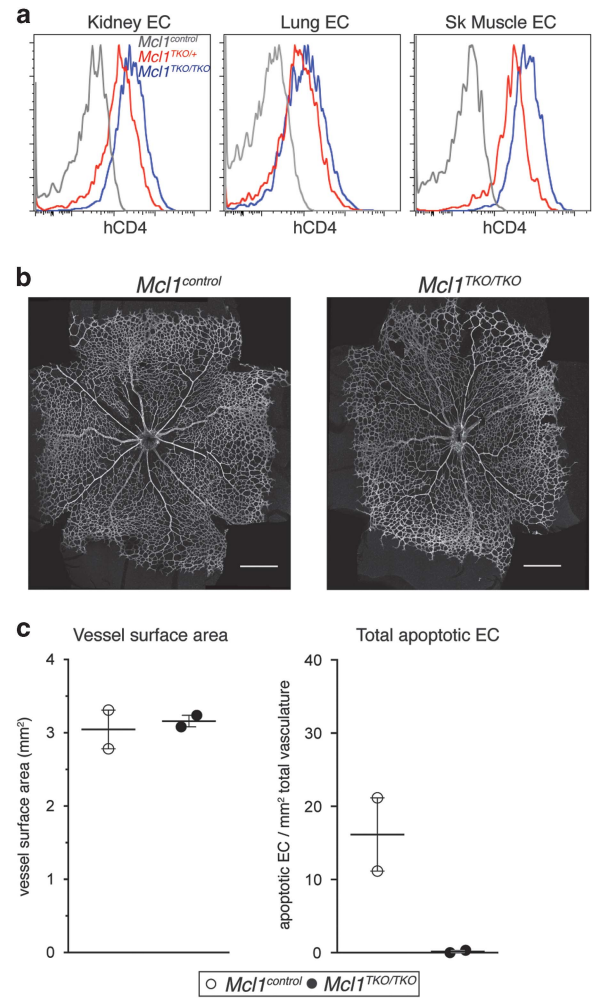 a
Kidney EC Lung EC Sk Muscle EC
Mcl1control
Mcl1TKO/+
Mcl1TKO/TKO
hCD4 hCD4 hCD4
b
Mcl1control Mcl1TKO/TKO
c
Vessel surface area Total apoptotic EC
vessel surface area (mm2)
4
3
2
1
0
apoptotic EC / mm2 total vasculature
40
30
20
10
0
Mcl1control Mcl1TKO/TKO